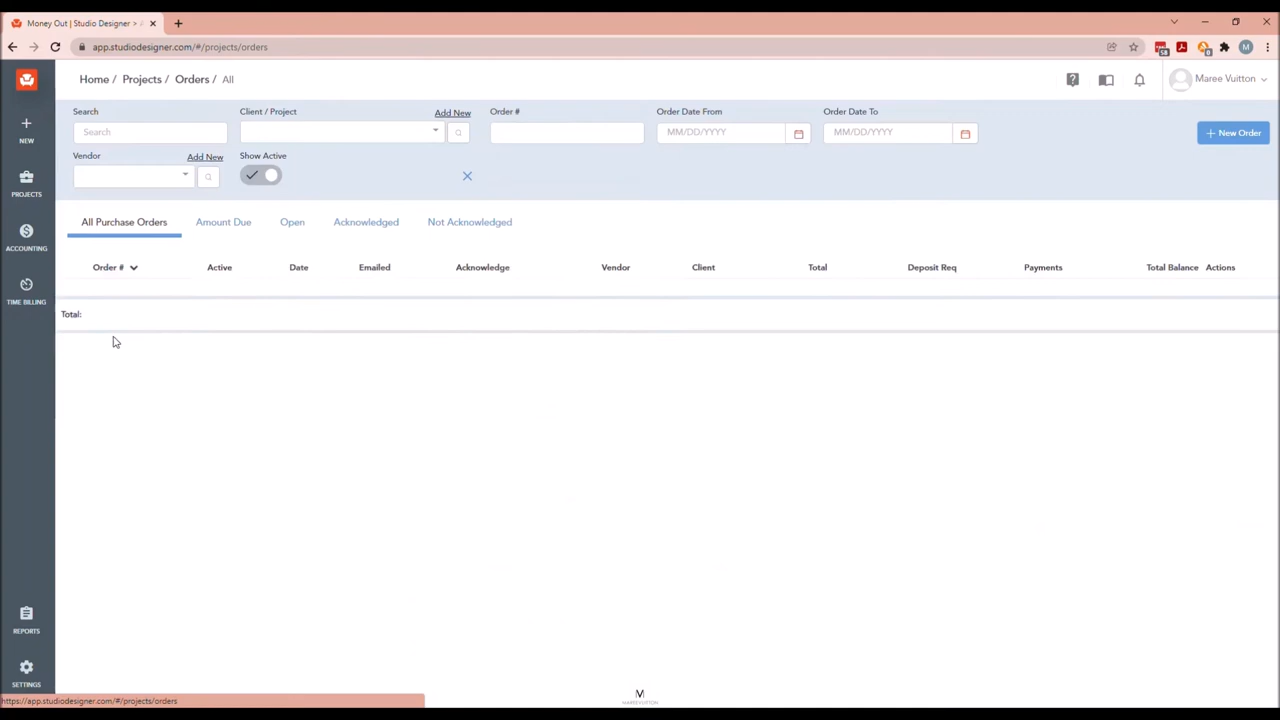 Money Out | Studio Designer >
app.studiodesigner.com/#/projects/orders
58
0
M
Home / Projects / Orders / All
Maree Vuitton
NEW
PROJECTS
ACCOUNTING
TIME BILLING
REPORTS
SETTINGS
Search
Client / Project
Add New
Order #
Order Date From
Order Date To
Search
MM/DD/YYYY
MM/DD/YYYY
+ New Order
Vendor
Add New
Show Active
All Purchase Orders
Amount Due
Open
Acknowledged
Not Acknowledged
Order #
Active
Date
Emailed
Acknowledge
Vendor
Client
Total
Deposit Req
Payments
Total Balance
Actions
Total:
https://app.studiodesigner.com/#/projects/orders
M
MAREEVUITTON